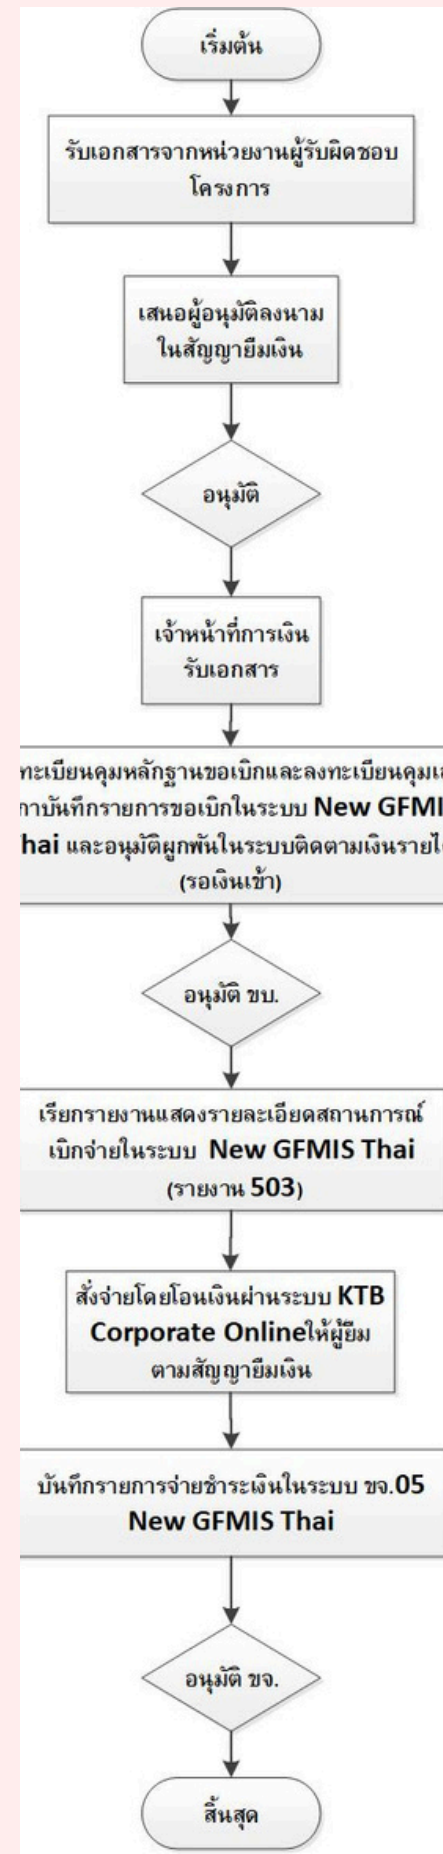 เริ่มต้น
รับเอกสารจากหน่วยงานผู้รับผิดชอบ
โครงการ
เสนอผู้อนุมัติลงนาม
ในสัญญายืมเงิน
อนุมัติ
เจ้าหน้าที่การเงิน
รับเอกสาร
ทะเบียนคุมหลักฐานขอเบิกและลงทะเบียนคุม
บันทึกรายการขอเบิกในระบบ New
และอนุมัติผูกพันในระบบติดตามเงิน
(รอเงินเข้า)
อนุมัติ ขบ.
เรียกรายงานแสดงรายละเอียดสถานการณ์
เบิกจ่ายในระบบ New GFMIS Thai
(รายงาน 503)
สั่งจ่ายโดยโอนเงินผ่านระบบ KTB
Corporate Onlineให้ผู้ยืม
ตามสัญญายืมเงิน
บันทึกรายการจ่ายชำระเงินในระบบ ขจ.05
New GFMIS Thai
อนุมัติ ขจ.
สิ้นสุด